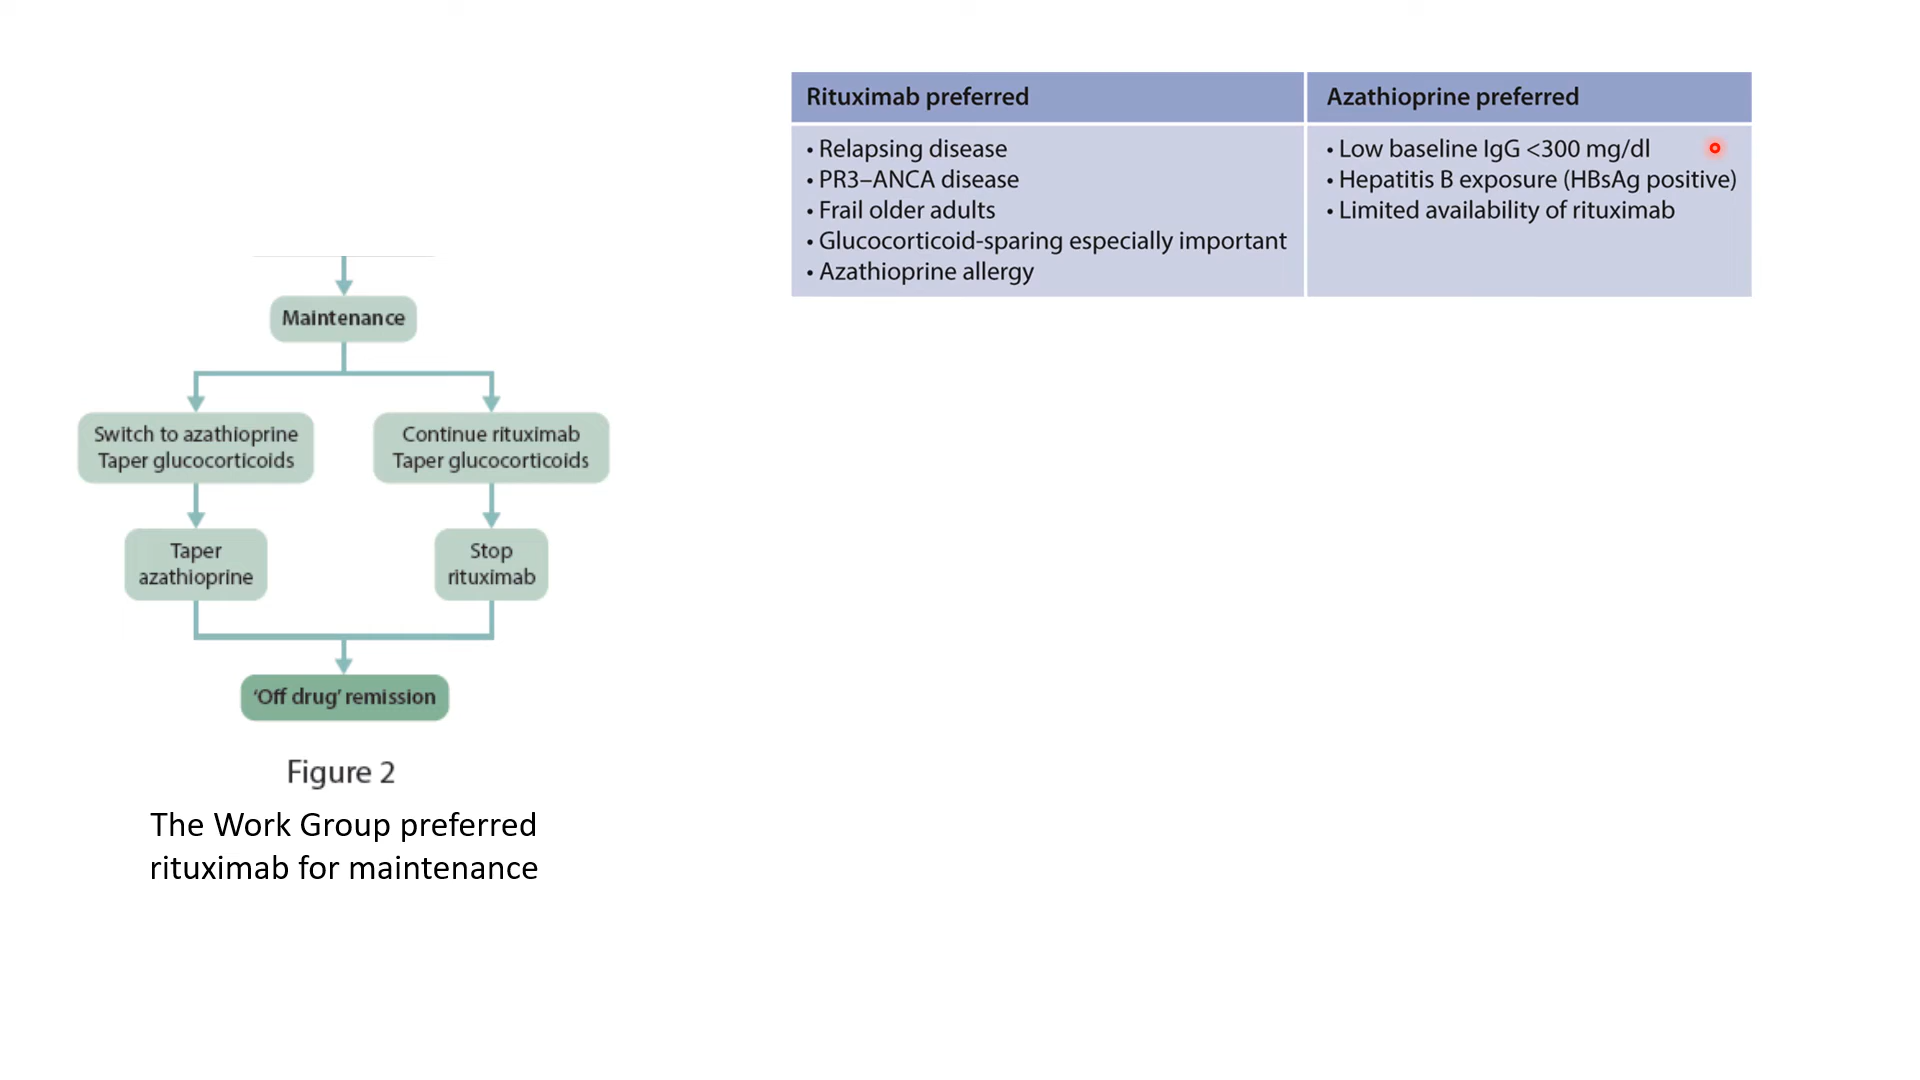 Rituximab preferred
Azathioprine preferred
• Relapsing disease
• PR3–ANCA disease
• Frail older adults
• Glucocorticoid-sparing especially important
• Azathioprine allergy
• Low baseline IgG <300 mg/dl
• Hepatitis B exposure (HBsAg positive)
• Limited availability of rituximab
Maintenance
Switch to azathioprine
Taper glucocorticoids
Continue rituximab
Taper glucocorticoids
Taper
azathioprine
Stop
rituximab
‘Off drug’ remission
Figure 2
The Work Group preferred
rituximab for maintenance